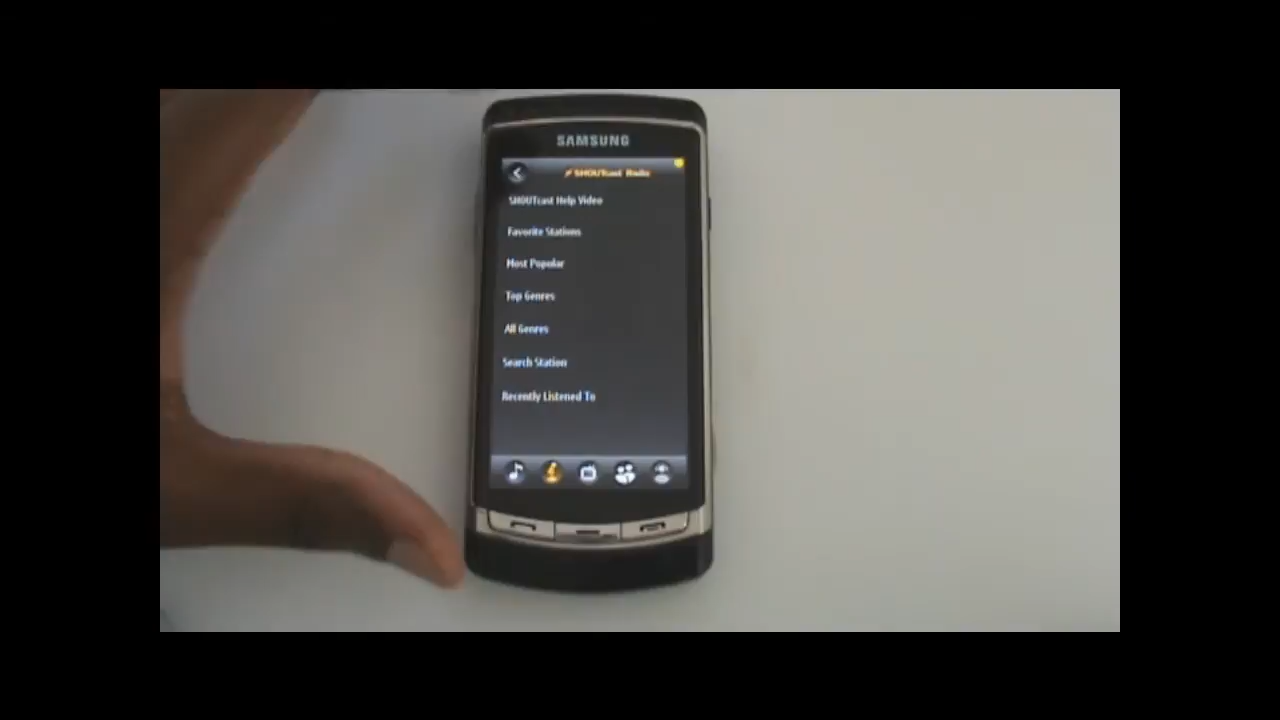 SAMSUNG
SHOUTcast Radio
SHOUTcast Help Video
Favorite Stations
Most Popular
Top Genres
All Genres
Search Station
Recently Listened To